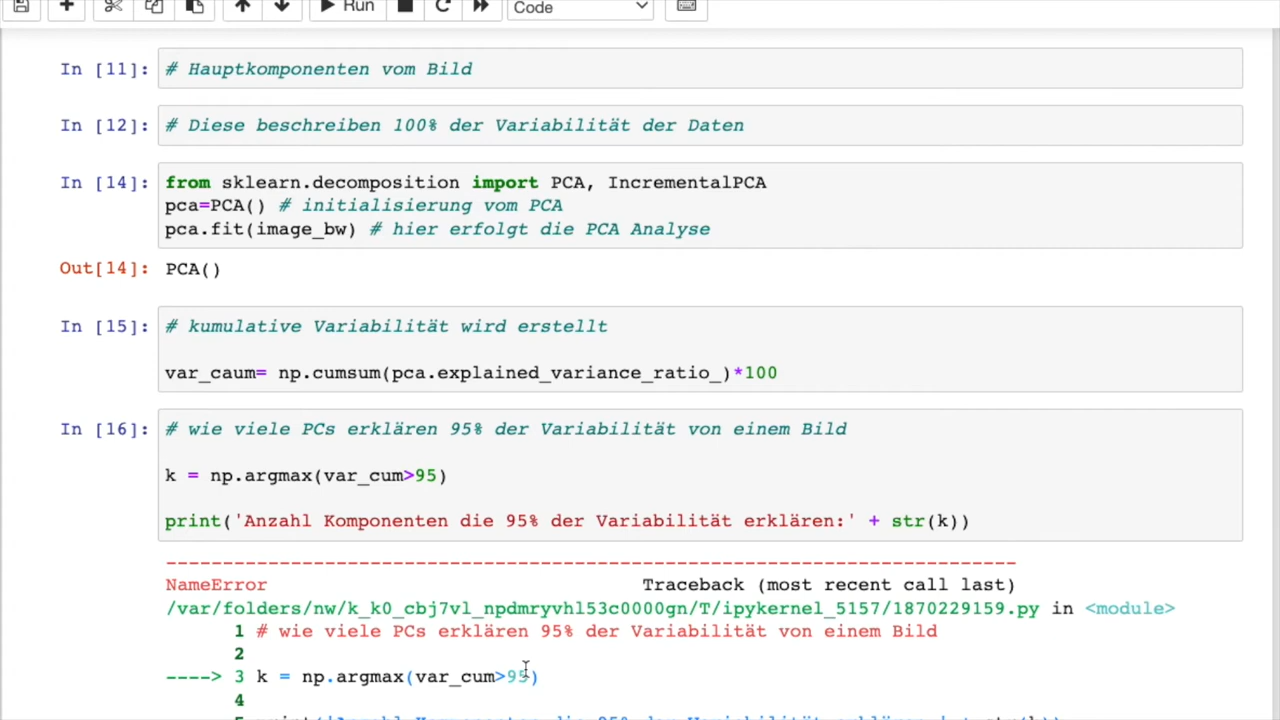 Run
Code
In [11]: # Hauptkomponenten vom Bild
In [12]: # Diese beschreiben 100% der Variabilität der Daten
In [14]: from sklearn.decomposition import PCA, IncrementalPCA
pca=PCA() # initialisierung vom PCA
pca.fit(image_bw) # hier erfolgt die PCA Analyse
Out[14]: PCA()
In [15]: # kumulative Variabilität wird erstellt
var_caum= np.cumsum(pca.explained_variance_ratio_)*100
In [16]: # wie viele PCs erklären 95% der Variabilität von einem Bild
k = np.argmax(var_cum>95)
print('Anzahl Komponenten die 95% der Variabilität erklären:' + str(k))
---------------------------------------------------------------------------
NameError Traceback (most recent call last)
/var/folders/nw/k_k0_cbj7vl_npdmryvhl53c0000gn/T/ipykernel_5157/1870229159.py in <module>
1 # wie viele PCs erklären 95% der Variabilität von einem Bild
2
----> 3 k = np.argmax(var_cum>95)
4